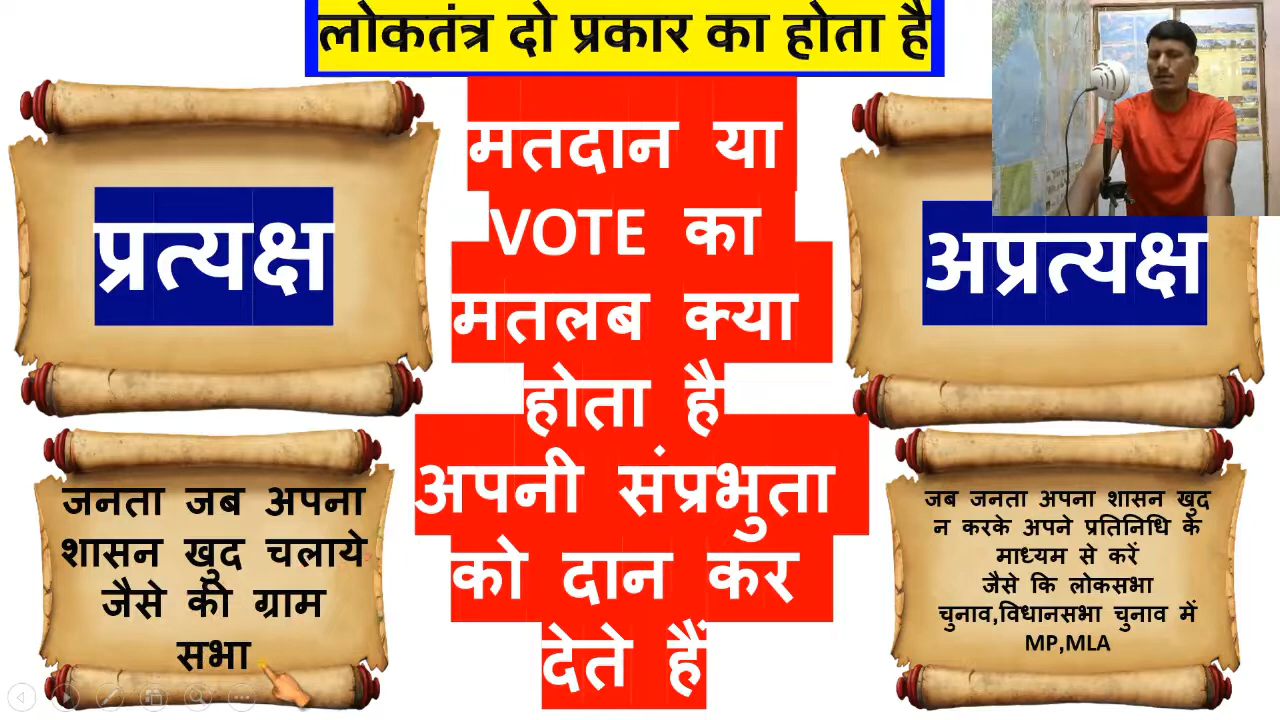 लोकतंत्र दो प्रकार का होता है
प्रत्यक्ष
जनता जब अपना
शासन खुद चलाये
जैसे की ग्राम
सभा
मतदान या
VOTE का
मतलब क्या
होता है
अपनी संप्रभुता
को दान कर
देते हैं
अप्रत्यक्ष
जब जनता अपना शासन खुद
न करके अपने प्रतिनिधि के
माध्यम से करें
जैसे कि लोकसभा
चुनाव,विधानसभा चुनाव में
MP,MLA